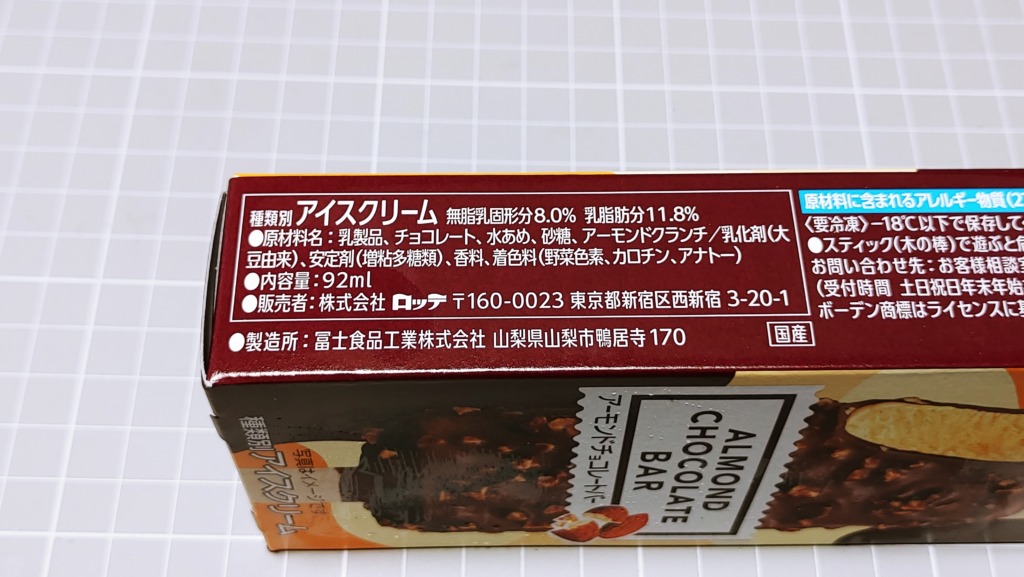 種類別 アイスクリーム 無脂乳固形分8.0% 乳脂肪分11.8%
●原材料名：乳製品、チョコレート、水あめ、砂糖、アーモンドクランチ／乳化剤(大
豆由来)、安定剤(増粘多糖類)、香料、着色料(野菜色素、カロチン、アナトー)
●内容量：92ml
●販売者：株式会社 ロッテ 〒160-0023 東京都新宿区西新宿 3-20-1
●製造所：冨士食品工業株式会社 山梨県山梨市鴨居寺170
国産
原材料に含まれるアレルギー物質(2
〈要冷凍〉−18℃以下で保存して
●スティック(木の棒)で遊ぶと危
お問い合わせ先：お客様相談室
(受付時間 土日祝日年末年始
ボーデン商標はライセンスに基
種類別 アイスクリーム
写真はイメージです
アーモンドチョコレートバー
ALMOND
CHOCOLATE
BAR